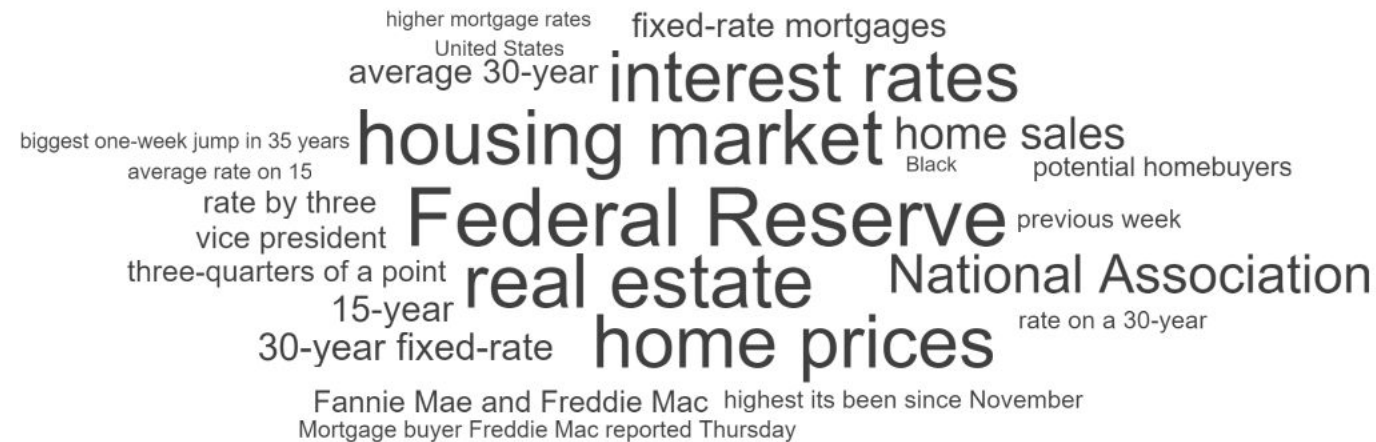 higher mortgage rates
fixed-rate mortgages
United States
average 30-year
interest rates
biggest one-week jump in 35 years
housing market
home sales
average rate on 15
Black
potential homebuyers
rate by three
Federal Reserve
previous week
vice president
three-quarters of a point
real estate
National Association
15-year
rate on a 30-year
30-year fixed-rate
home prices
Fannie Mae and Freddie Mac
highest its been since November
Mortgage buyer Freddie Mac reported Thursday